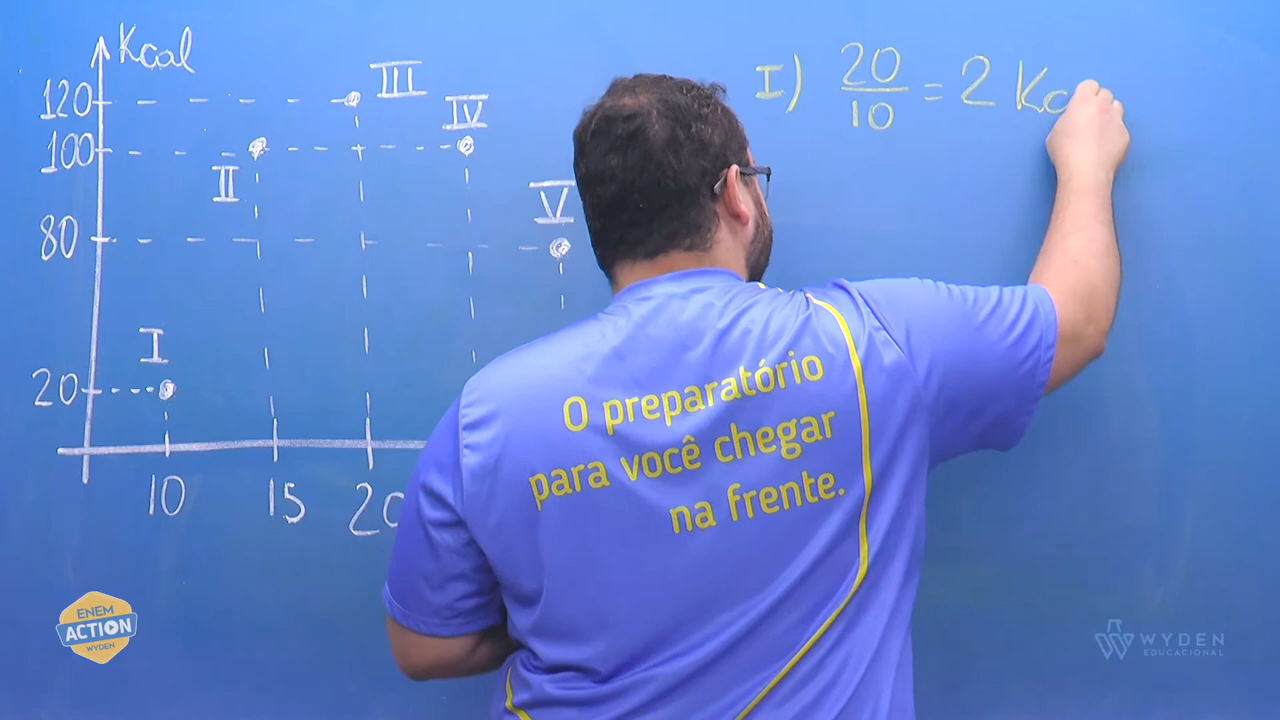 Kcal
120
III
100
IV
II
80
V
I
20
10
15
20
I) 20/10 = 2 Kc
O preparatório
para você chegar
na frente.
ENEM
ACTION
WYDEN
WYDEN
EDUCACIONAL